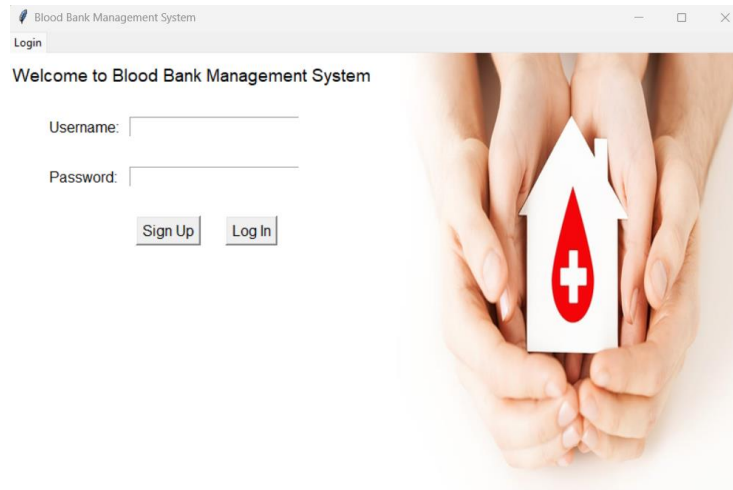 Blood Bank Management System
Login
Welcome to Blood Bank Management System
Username:
Password:
Sign Up Log In